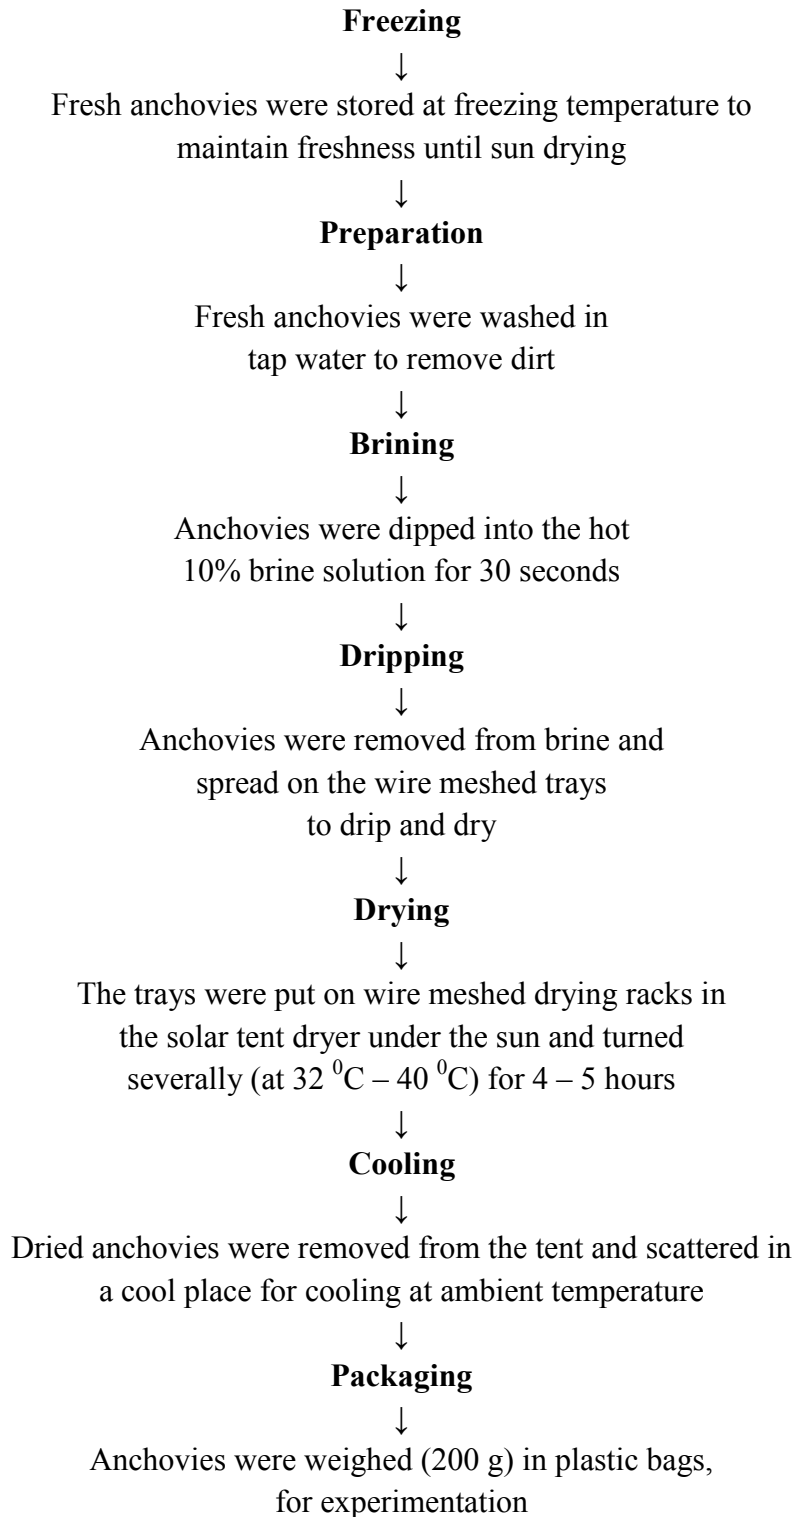 Freezing
↓
Fresh anchovies were stored at freezing temperature to
maintain freshness until sun drying
↓
Preparation
↓
Fresh anchovies were washed in
tap water to remove dirt
↓
Brining
↓
Anchovies were dipped into the hot
10% brine solution for 30 seconds
↓
Dripping
↓
Anchovies were removed from brine and
spread on the wire meshed trays
to drip and dry
↓
Drying
↓
The trays were put on wire meshed drying racks in
the solar tent dryer under the sun and turned
severally (at 32 ⁰C – 40 ⁰C) for 4 – 5 hours
↓
Cooling
↓
Dried anchovies were removed from the tent and scattered in
a cool place for cooling at ambient temperature
↓
Packaging
↓
Anchovies were weighed (200 g) in plastic bags,
for experimentation